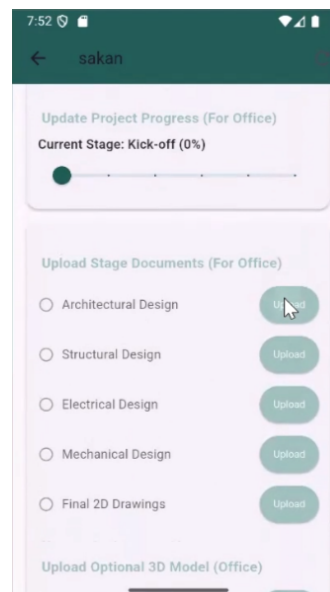 7:52
sakan
Update Project Progress (For Office)
Current Stage: Kick-off (0%)
Upload Stage Documents (For Office)
Architectural Design
Upload
Structural Design
Upload
Electrical Design
Upload
Mechanical Design
Upload
Final 2D Drawings
Upload
Upload Optional 3D Model (Office)